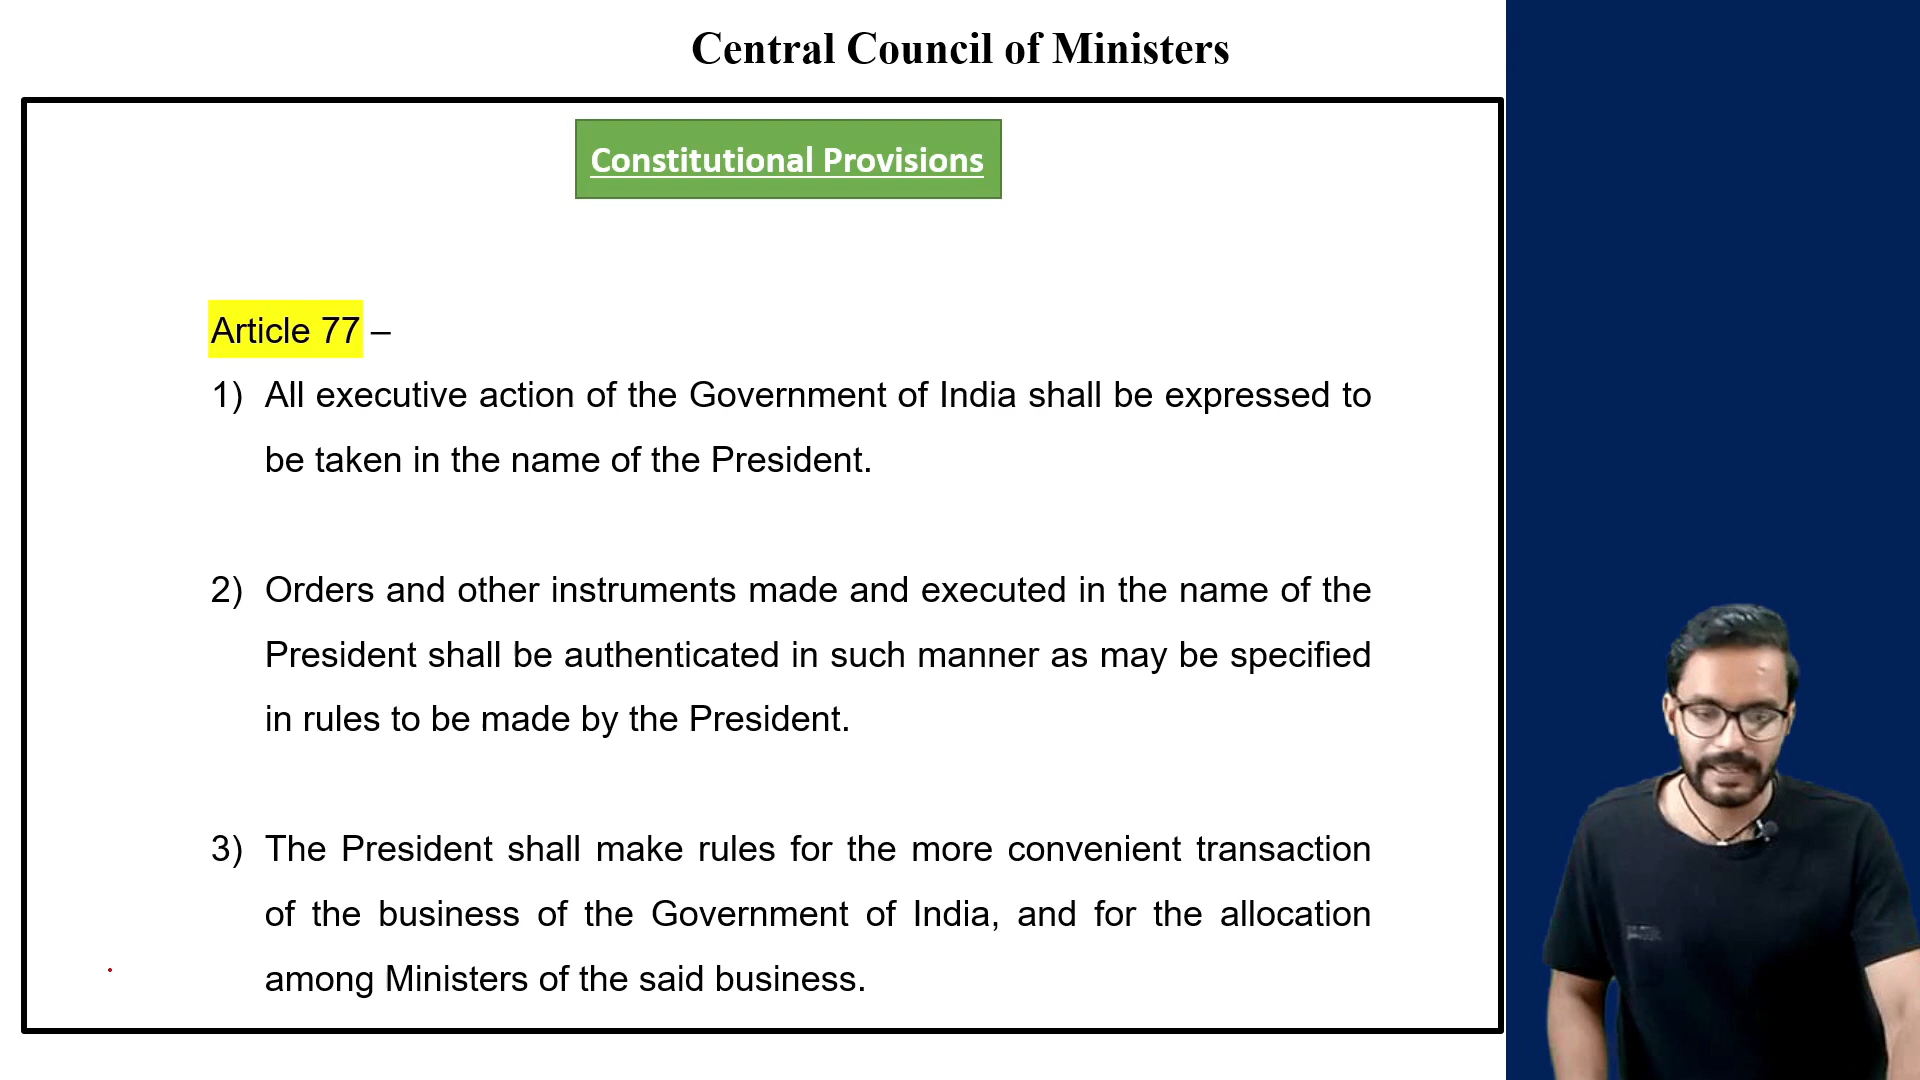 Central Council of Ministers
Constitutional Provisions
Article 77 –
1) All executive action of the Government of India shall be expressed to
be taken in the name of the President.
2) Orders and other instruments made and executed in the name of the
President shall be authenticated in such manner as may be specified
in rules to be made by the President.
3) The President shall make rules for the more convenient transaction
of the business of the Government of India, and for the allocation
among Ministers of the said business.